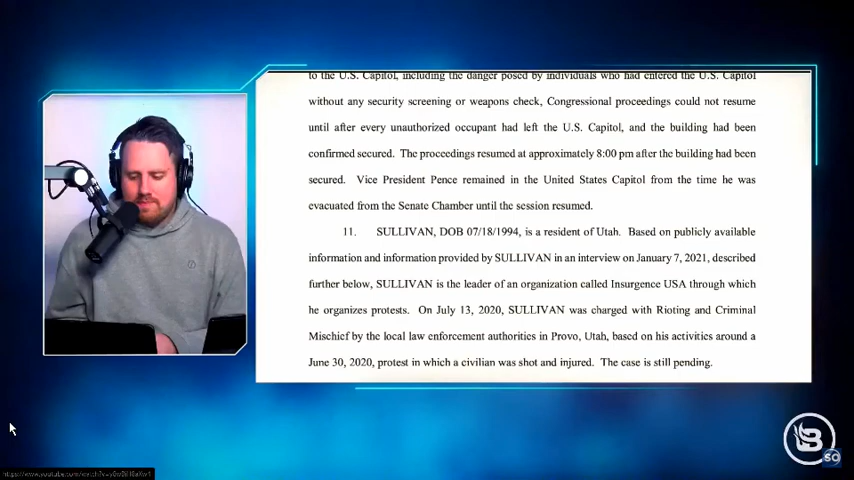 to the U.S. Capitol, including the danger posed by individuals who had entered the U.S. Capitol
without any security screening or weapons check, Congressional proceedings could not resume
until after every unauthorized occupant had left the U.S. Capitol, and the building had been
confirmed secured. The proceedings resumed at approximately 8:00 pm after the building had been
secured. Vice President Pence remained in the United States Capitol from the time he was
evacuated from the Senate Chamber until the session resumed.
11. SULLIVAN, DOB 07/18/1994, is a resident of Utah. Based on publicly available
information and information provided by SULLIVAN in an interview on January 7, 2021, described
further below, SULLIVAN is the leader of an organization called Insurgence USA through which
he organizes protests. On July 13, 2020, SULLIVAN was charged with Rioting and Criminal
Mischief by the local law enforcement authorities in Provo, Utah, based on his activities around a
June 30, 2020, protest in which a civilian was shot and injured. The case is still pending.
B
SO